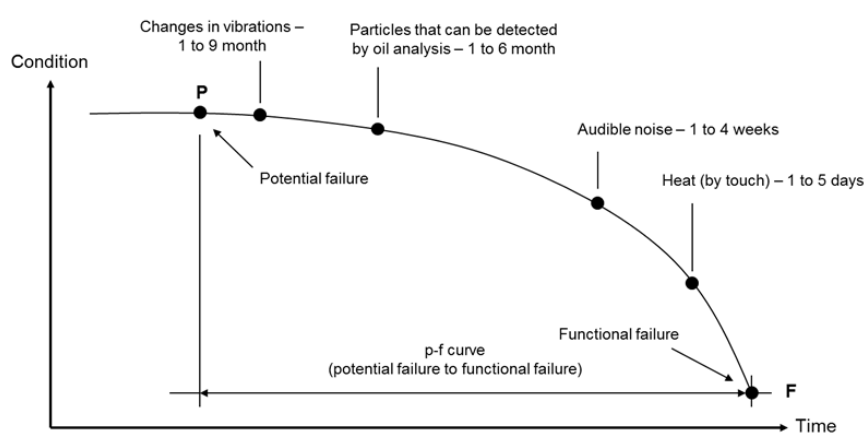 Changes in vibrations –
1 to 9 month
Particles that can be detected
by oil analysis – 1 to 6 month
Condition
P
Audible noise – 1 to 4 weeks
Potential failure
Heat (by touch) – 1 to 5 days
Functional failure
p-f curve
(potential failure to functional failure)
F
Time